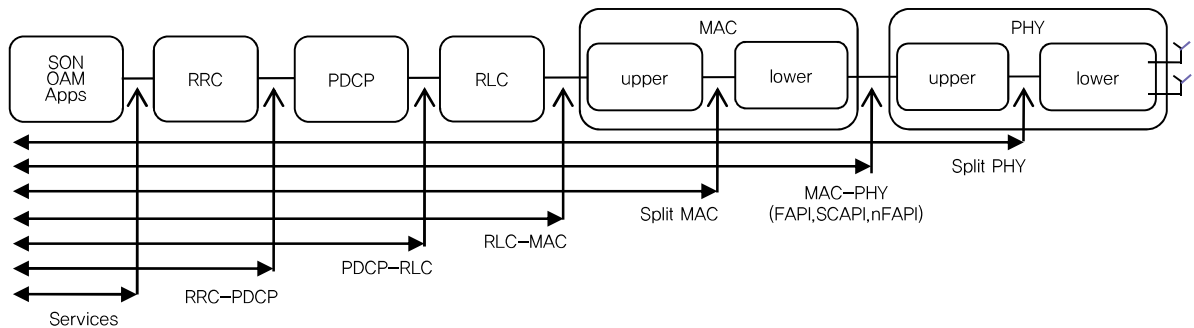 MAC
PHY
SON
OAM
Apps
RRC
PDCP
RLC
upper
lower
upper
lower
Split PHY
MAC-PHY
(FAPI,SCAPI,nFAPI)
Split MAC
RLC-MAC
PDCP-RLC
RRC-PDCP
Services